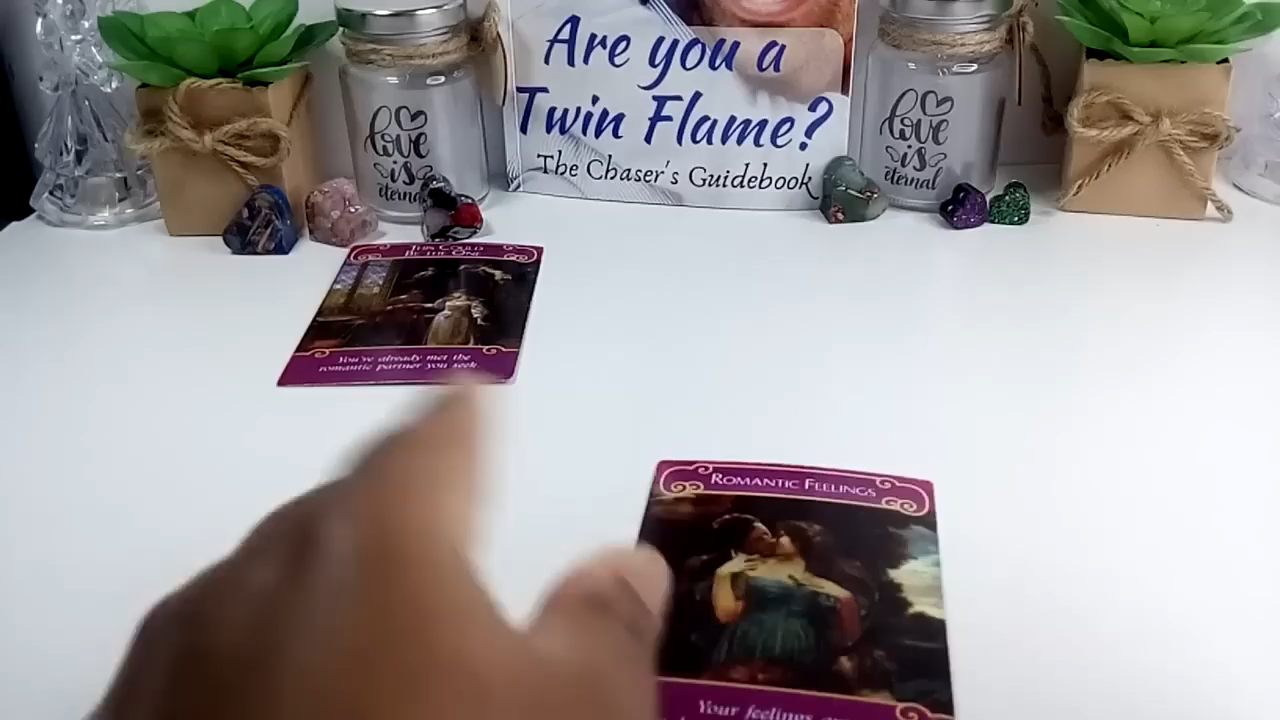 Are you a
Twin Flame?
The Chaser's Guidebook
love
is
eternal
love
is
eternal
This Could
Be the One
You've already met the
romantic partner you seek.
Romantic Feelings
Your feelings